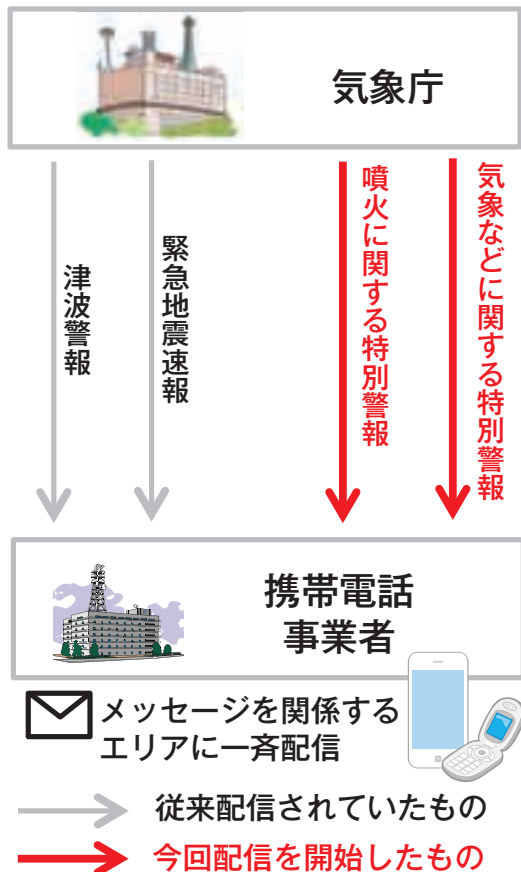 気象庁
津波警報
緊急地震速報
噴火に関する特別警報
気象などに関する特別警報
携帯電話
事業者
メッセージを関係する
エリアに一斉配信
従来配信されていたもの
今回配信を開始したもの